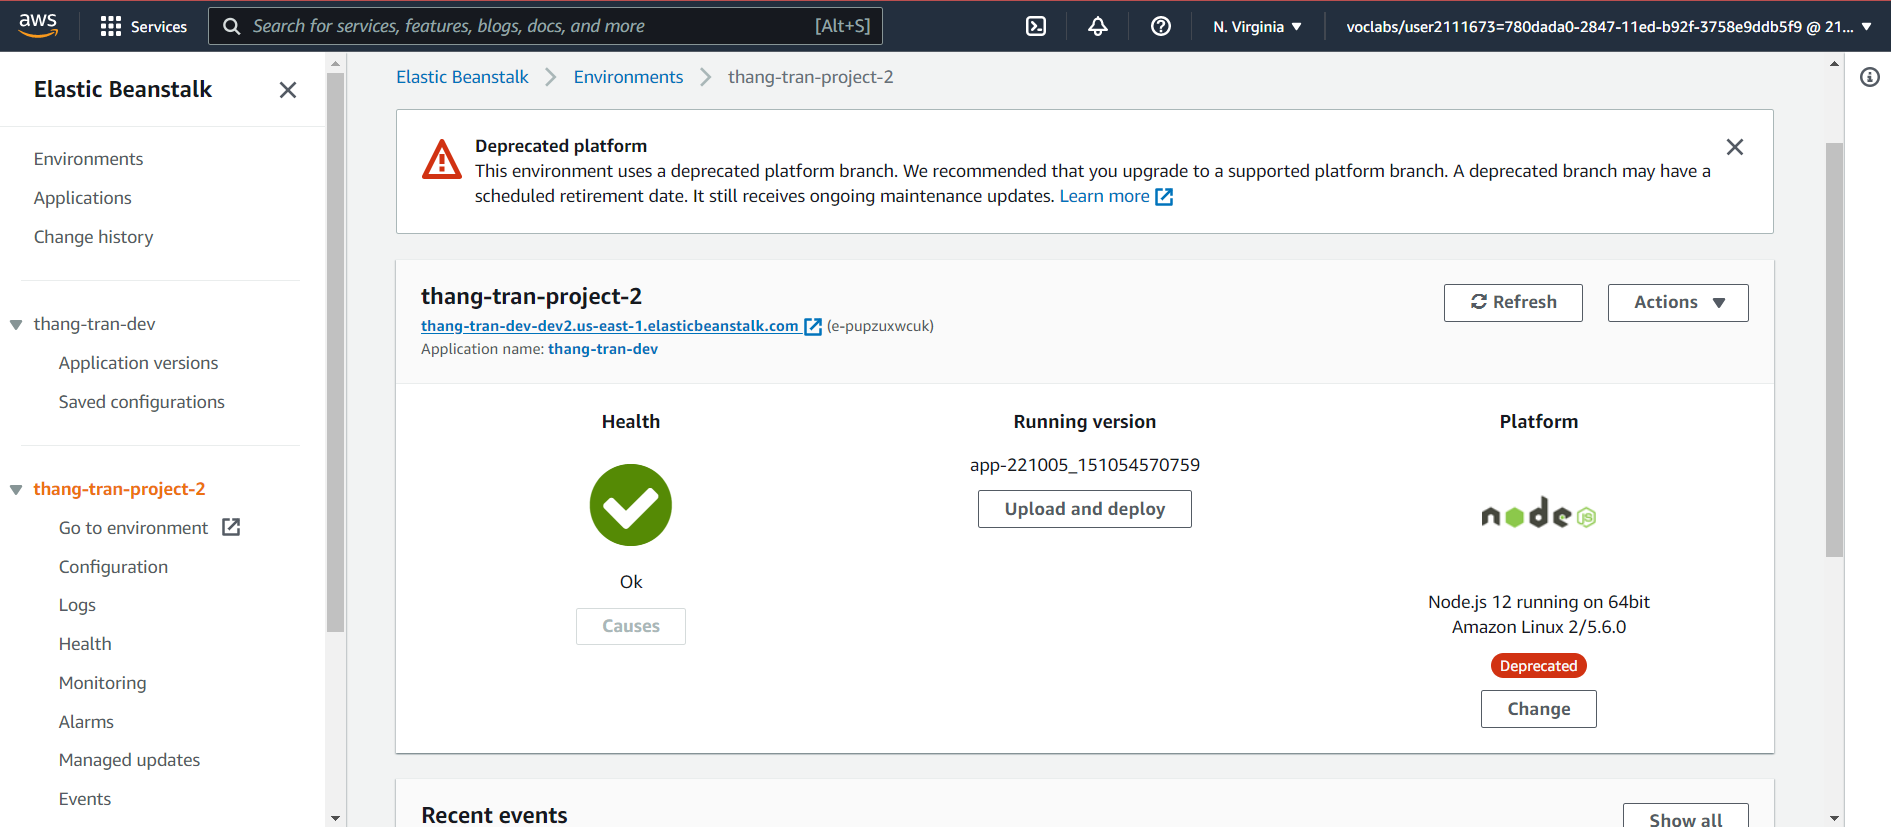 aws
Services
Search for services, features, blogs, docs, and more
[Alt+S]
N. Virginia
voclabs/user2111673=780dada0-2847-11ed-b92f-3758e9ddb5f9 @ 21...
Elastic Beanstalk
Environments
Applications
Change history
thang-tran-dev
Application versions
Saved configurations
thang-tran-project-2
Go to environment
Configuration
Logs
Health
Monitoring
Alarms
Managed updates
Events
Elastic Beanstalk
Environments
thang-tran-project-2
Deprecated platform
This environment uses a deprecated platform branch. We recommended that you upgrade to a supported platform branch. A deprecated branch may have a
scheduled retirement date. It still receives ongoing maintenance updates. Learn more
thang-tran-project-2
thang-tran-dev-dev2.us-east-1.elasticbeanstalk.com (e-pupzuxwcuk)
Application name: thang-tran-dev
Refresh
Actions
Health
Ok
Causes
Running version
app-221005_151054570759
Upload and deploy
Platform
node
JS
Node.js 12 running on 64bit
Amazon Linux 2/5.6.0
Deprecated
Change
Recent events
Show all